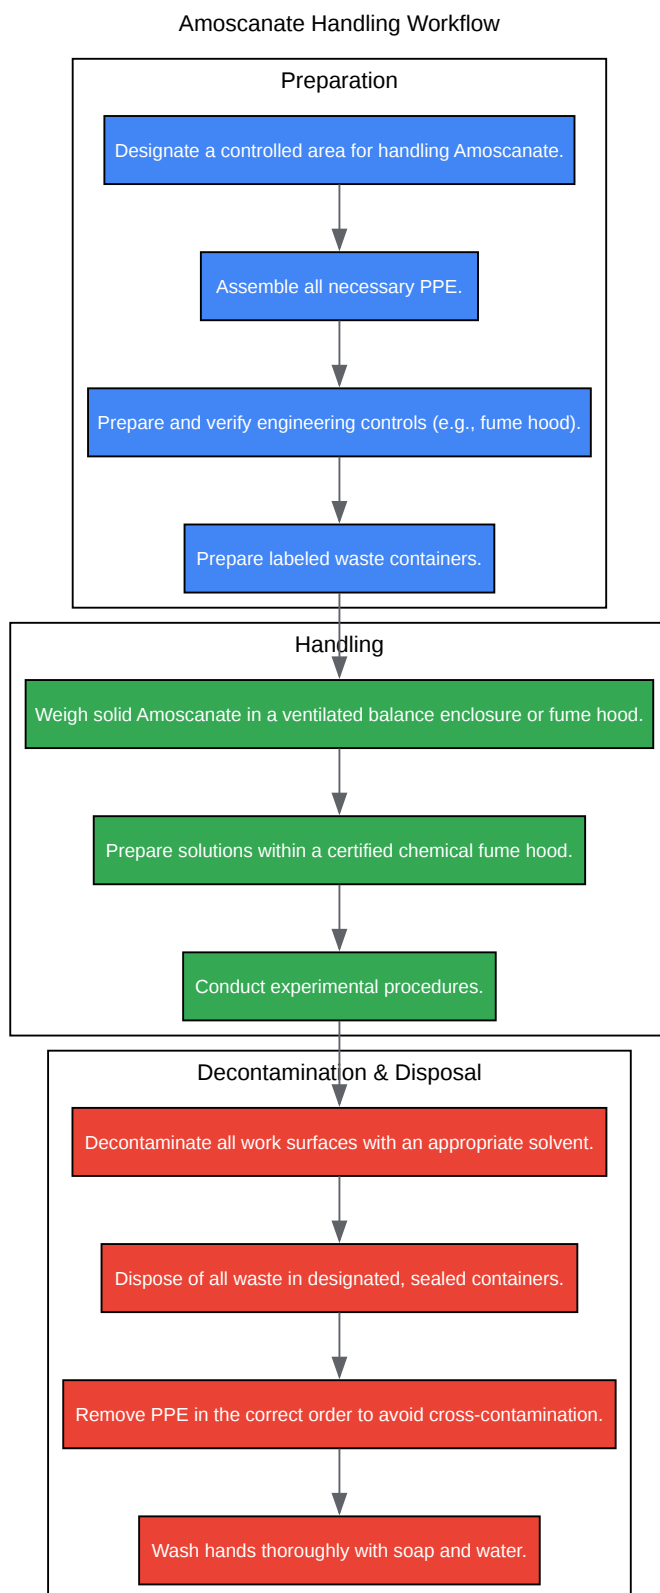 Amoscanate Handling Workflow
Preparation
Designate a controlled area for handling Amoscanate.
Assemble all necessary PPE.
Prepare and verify engineering controls (e.g., fume hood).
Prepare labeled waste containers.
Handling
Weigh solid Amoscanate in a ventilated balance enclosure or fume hood.
Prepare solutions within a certified chemical fume hood.
Conduct experimental procedures.
Decontamination & Disposal
Decontaminate all work surfaces with an appropriate solvent.
Dispose of all waste in designated, sealed containers.
Remove PPE in the correct order to avoid cross-contamination.
Wash hands thoroughly with soap and water.